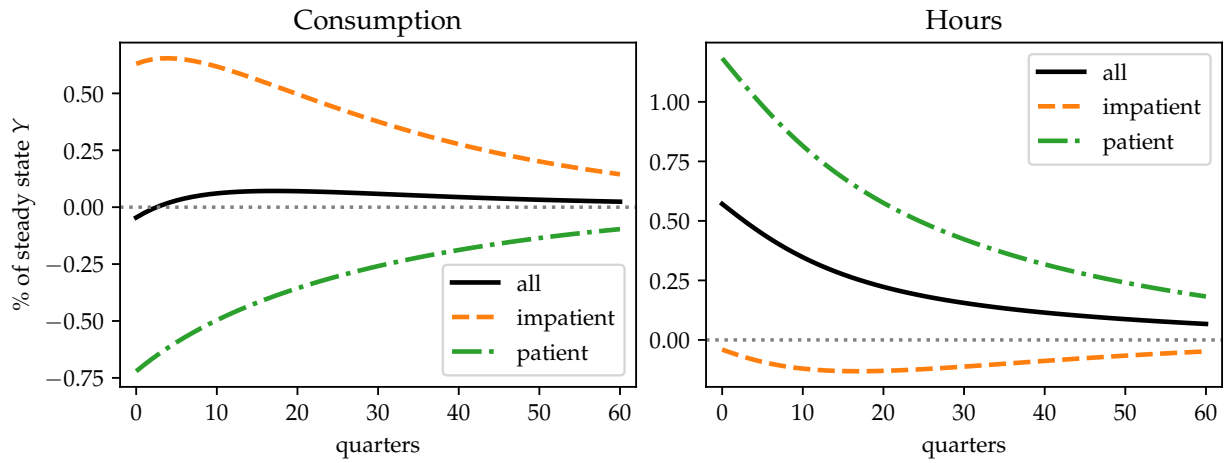 Consumption
% of steady state Y
0.50
0.25
0.00
−0.25
−0.50
−0.75
all
impatient
patient
0 10 20 30 40 50 60
quarters
Hours
1.00
0.75
0.50
0.25
0.00
all
impatient
patient
0 10 20 30 40 50 60
quarters